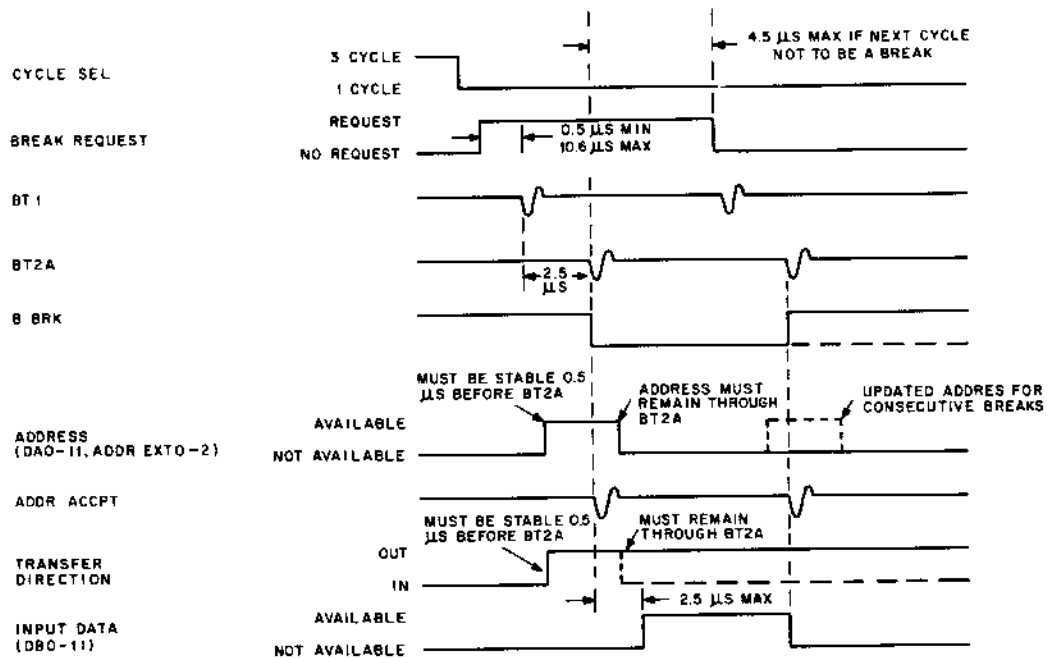 4.5 µS MAX IF NEXT CYCLE
NOT TO BE A BREAK
CYCLE SEL
3 CYCLE
1 CYCLE
BREAK REQUEST
REQUEST
NO REQUEST
0.5 µS MIN
10.6 µS MAX
BT 1
BT2A
2.5
µS
B BRK
MUST BE STABLE 0.5
µS BEFORE BT2A
ADDRESS MUST
REMAIN THROUGH
BT2A
UPDATED ADDRES FOR
CONSECUTIVE BREAKS
ADDRESS
(DA0-11, ADDR EXT0-2)
AVAILABLE
NOT AVAILABLE
ADDR ACCPT
MUST BE STABLE 0.5
µS BEFORE BT2A
MUST REMAIN
THROUGH BT2A
TRANSFER
DIRECTION
OUT
IN
2.5 µS MAX
INPUT DATA
(DB0-11)
AVAILABLE
NOT AVAILABLE